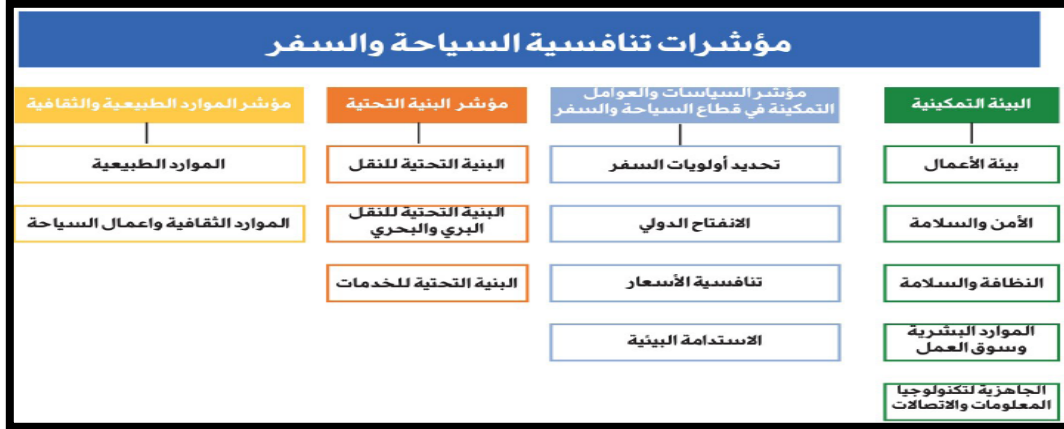 مؤشرات تنافسية السياحة والسفر
البيئة التمكينية
بيئة الأعمال
الأمن والسلامة
النظافة والسلامة
الموارد البشرية
وسوق العمل
الجاهزية لتكنولوجيا
المعلومات والاتصالات
مؤشر السياسات والعوامل
التمكينة في قطاع السياحة والسفر
تحديد أولويات السفر
الانفتاح الدولي
تنافسية الأسعار
الاستدامة البيئية
مؤشر البنية التحتية
البنية التحتية للنقل
البنية التحتية للنقل
البري والبحري
البنية التحتية للخدمات
مؤشر الموارد الطبيعية والثقافية
الموارد الطبيعية
الموارد الثقافية واعمال السياحة